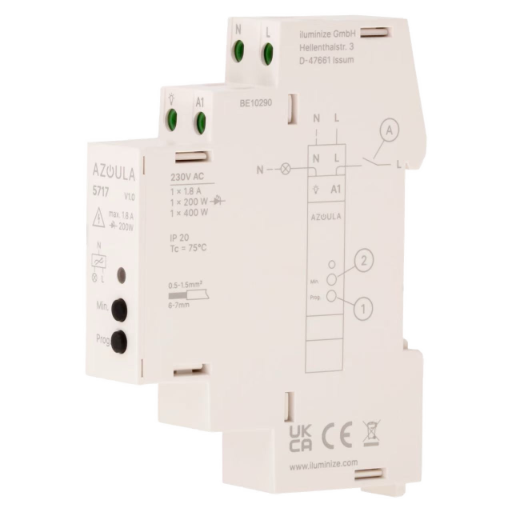 N L
iluminize GmbH
Hellenthalstr. 3
D-47661 Issum
A1
BE10290
AZOULA
S717 V1.0
max. 1.8 A
200W
N
L
Min.
Prog.
230V AC
1 × 1.8 A
1 × 200 W
1 × 400 W
IP 20
Tc = 75°C
0.5-1.5mm²
6-7mm
N L
A
N
L
N L
A1
AZOULA
Min.
Prog.
2
1
UK
CA
CE
www.iluminize.com